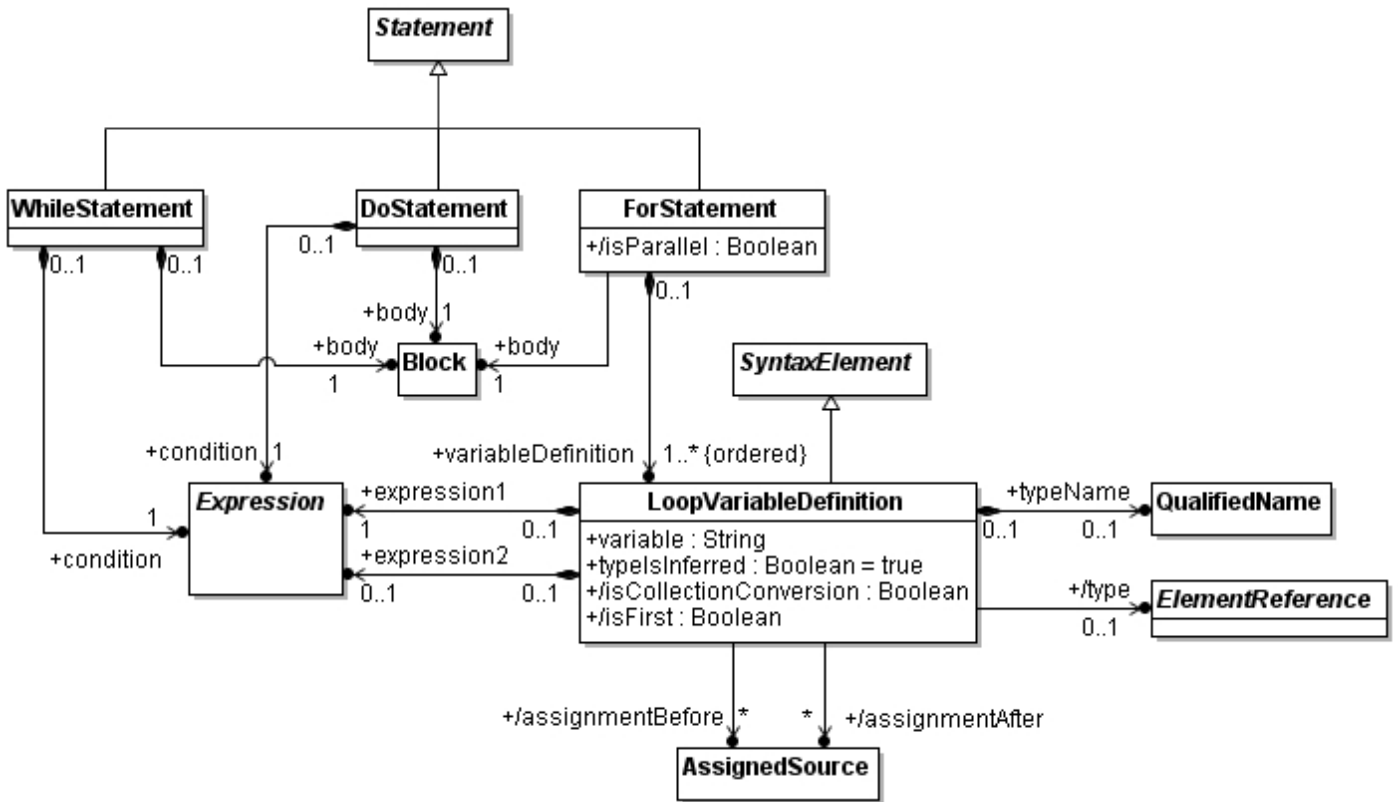 Statement
WhileStatement
DoStatement
ForStatement
+/isParallel : Boolean
0..1
0..1
0..1
0..1
0..1
+body
1
+body
1
+body
1
Block
SyntaxElement
+condition
1
+variableDefinition
1..* {ordered}
Expression
1
+condition
+expression1
1
0..1
+expression2
0..1
0..1
LoopVariableDefinition
+variable : String
+typeIsInferred : Boolean = true
+/isCollectionConversion : Boolean
+/isFirst : Boolean
+typeName
0..1
0..1
QualifiedName
+/type
0..1
ElementReference
+/assignmentBefore
*
*
+/assignmentAfter
AssignedSource